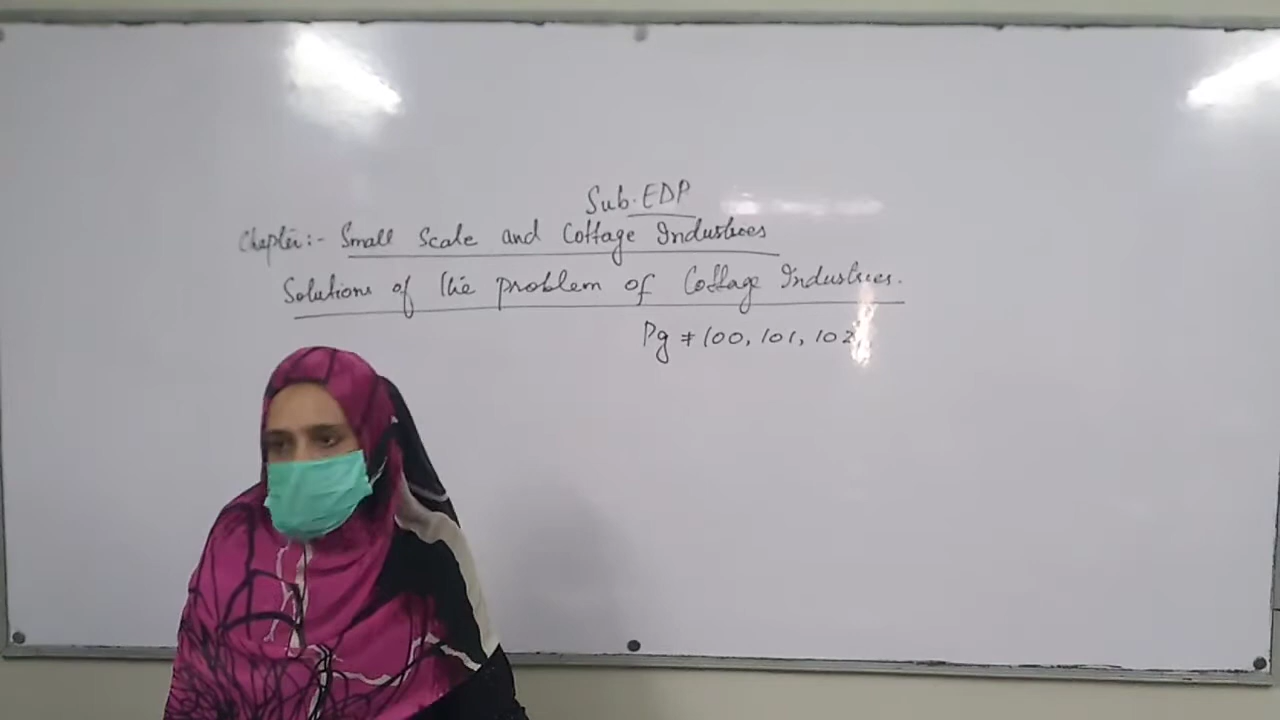 Sub. EDP
Chapter:- Small Scale and Cottage Industries
Solutions of the problem of Cottage Industries.
Pg # 100, 101, 102